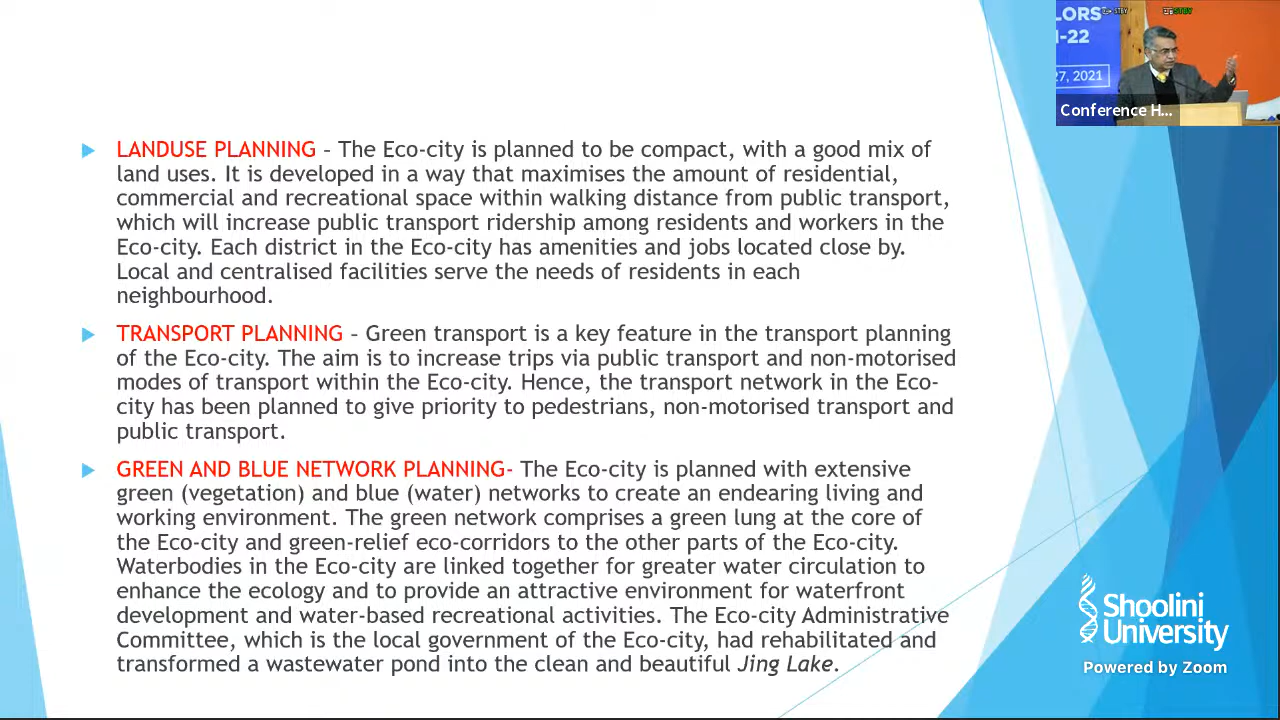 LORS
STBY
STBY
1-22
27, 2021
Conference H...
LANDUSE PLANNING – The Eco-city is planned to be compact, with a good mix of
land uses. It is developed in a way that maximises the amount of residential,
commercial and recreational space within walking distance from public transport,
which will increase public transport ridership among residents and workers in the
Eco-city. Each district in the Eco-city has amenities and jobs located close by.
Local and centralised facilities serve the needs of residents in each
neighbourhood.
TRANSPORT PLANNING – Green transport is a key feature in the transport planning
of the Eco-city. The aim is to increase trips via public transport and non-motorised
modes of transport within the Eco-city. Hence, the transport network in the Eco-
city has been planned to give priority to pedestrians, non-motorised transport and
public transport.
GREEN AND BLUE NETWORK PLANNING- The Eco-city is planned with extensive
green (vegetation) and blue (water) networks to create an endearing living and
working environment. The green network comprises a green lung at the core of
the Eco-city and green-relief eco-corridors to the other parts of the Eco-city.
Waterbodies in the Eco-city are linked together for greater water circulation to
enhance the ecology and to provide an attractive environment for waterfront
development and water-based recreational activities. The Eco-city Administrative
Committee, which is the local government of the Eco-city, had rehabilitated and
transformed a wastewater pond into the clean and beautiful Jing Lake.
Shoolini
University
Powered by Zoom